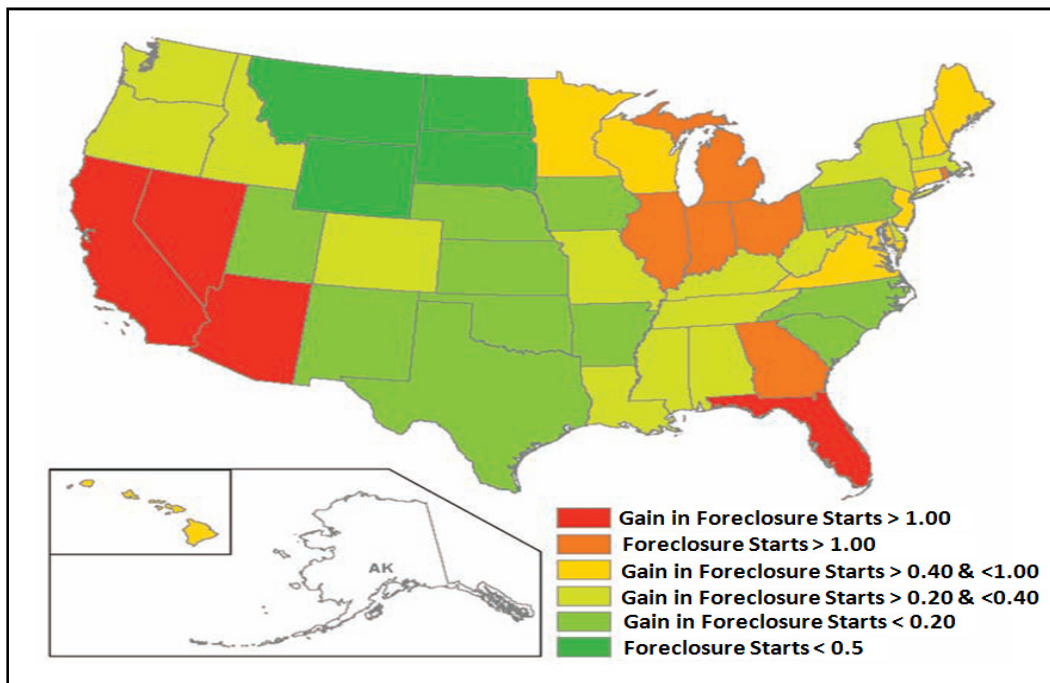 AK
Gain in Foreclosure Starts > 1.00
Foreclosure Starts > 1.00
Gain in Foreclosure Starts > 0.40 & <1.00
Gain in Foreclosure Starts > 0.20 & <0.40
Gain in Foreclosure Starts < 0.20
Foreclosure Starts < 0.5